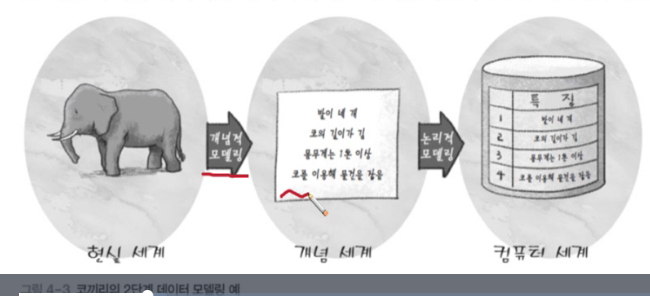 개념적
모델링
발이 네 개
코의 길이가 김
몸무게는 1톤 이상
코를 이용해 물건을 잡음
논리적
모델링
특 질
1 발이 네 개
2 코의 길이가 김
3 몸무게는 1톤 이상
4 코를 이용해 물건을 잡음
현실 세계 개념 세계 컴퓨터 세계
그림 4-3 코끼리의 2단계 데이터 모델링 예